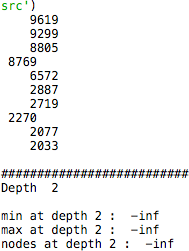 src')
9619
9299
8805
8769
6572
2887
2719
2270
2077
2033
##########################
Depth  2
min at depth 2 :  -inf
max at depth 2 :  -inf
nodes at depth 2 :  -inf